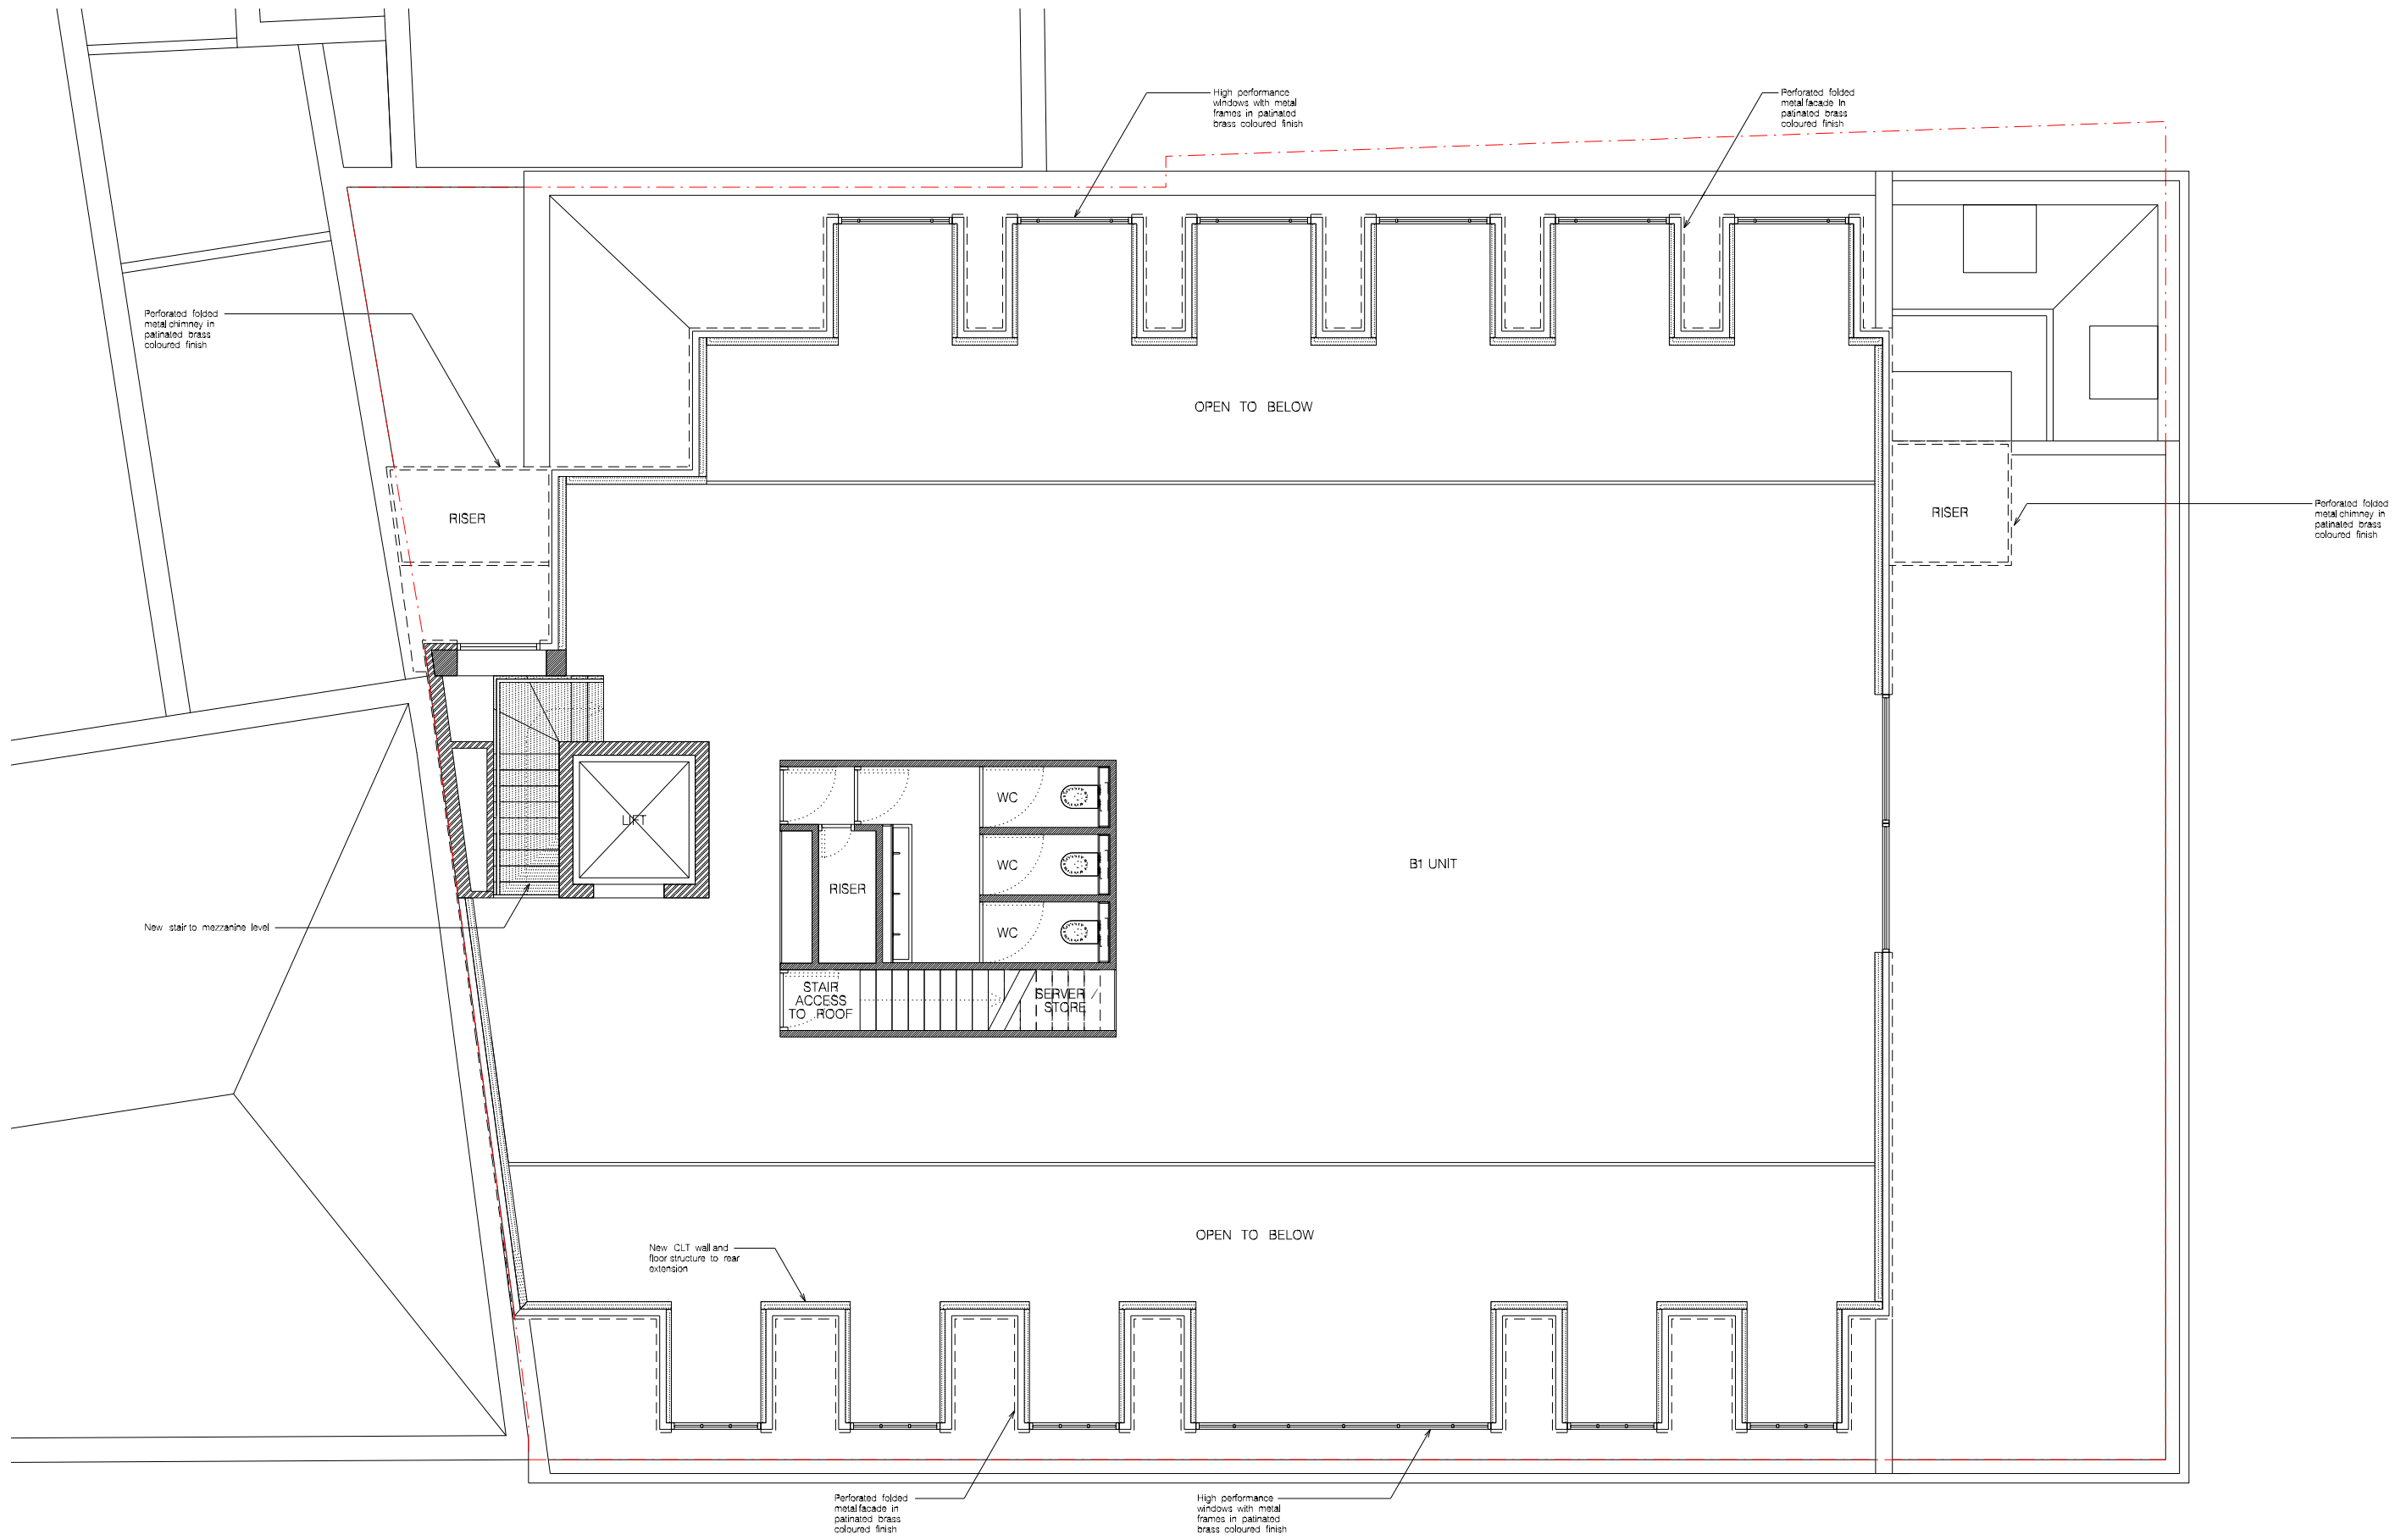 High performance
windows with metal
frames in patinated
brass coloured finish
Perforated folded
metal facade in
patinated brass
coloured finish
Perforated folded
metal chimney in
patinated brass
coloured finish
OPEN TO BELOW
RISER
RISER
Perforated folded
metal chimney in
patinated brass
coloured finish
LIFT
WC
WC
WC
RISER
B1 UNIT
New stair to mezzanine level
STAIR
ACCESS
TO ROOF
SERVER /
STORE
OPEN TO BELOW
New CLT wall and
floor structure to rear
extension
Perforated folded
metal facade in
patinated brass
coloured finish
High performance
windows with metal
frames in patinated
brass coloured finish